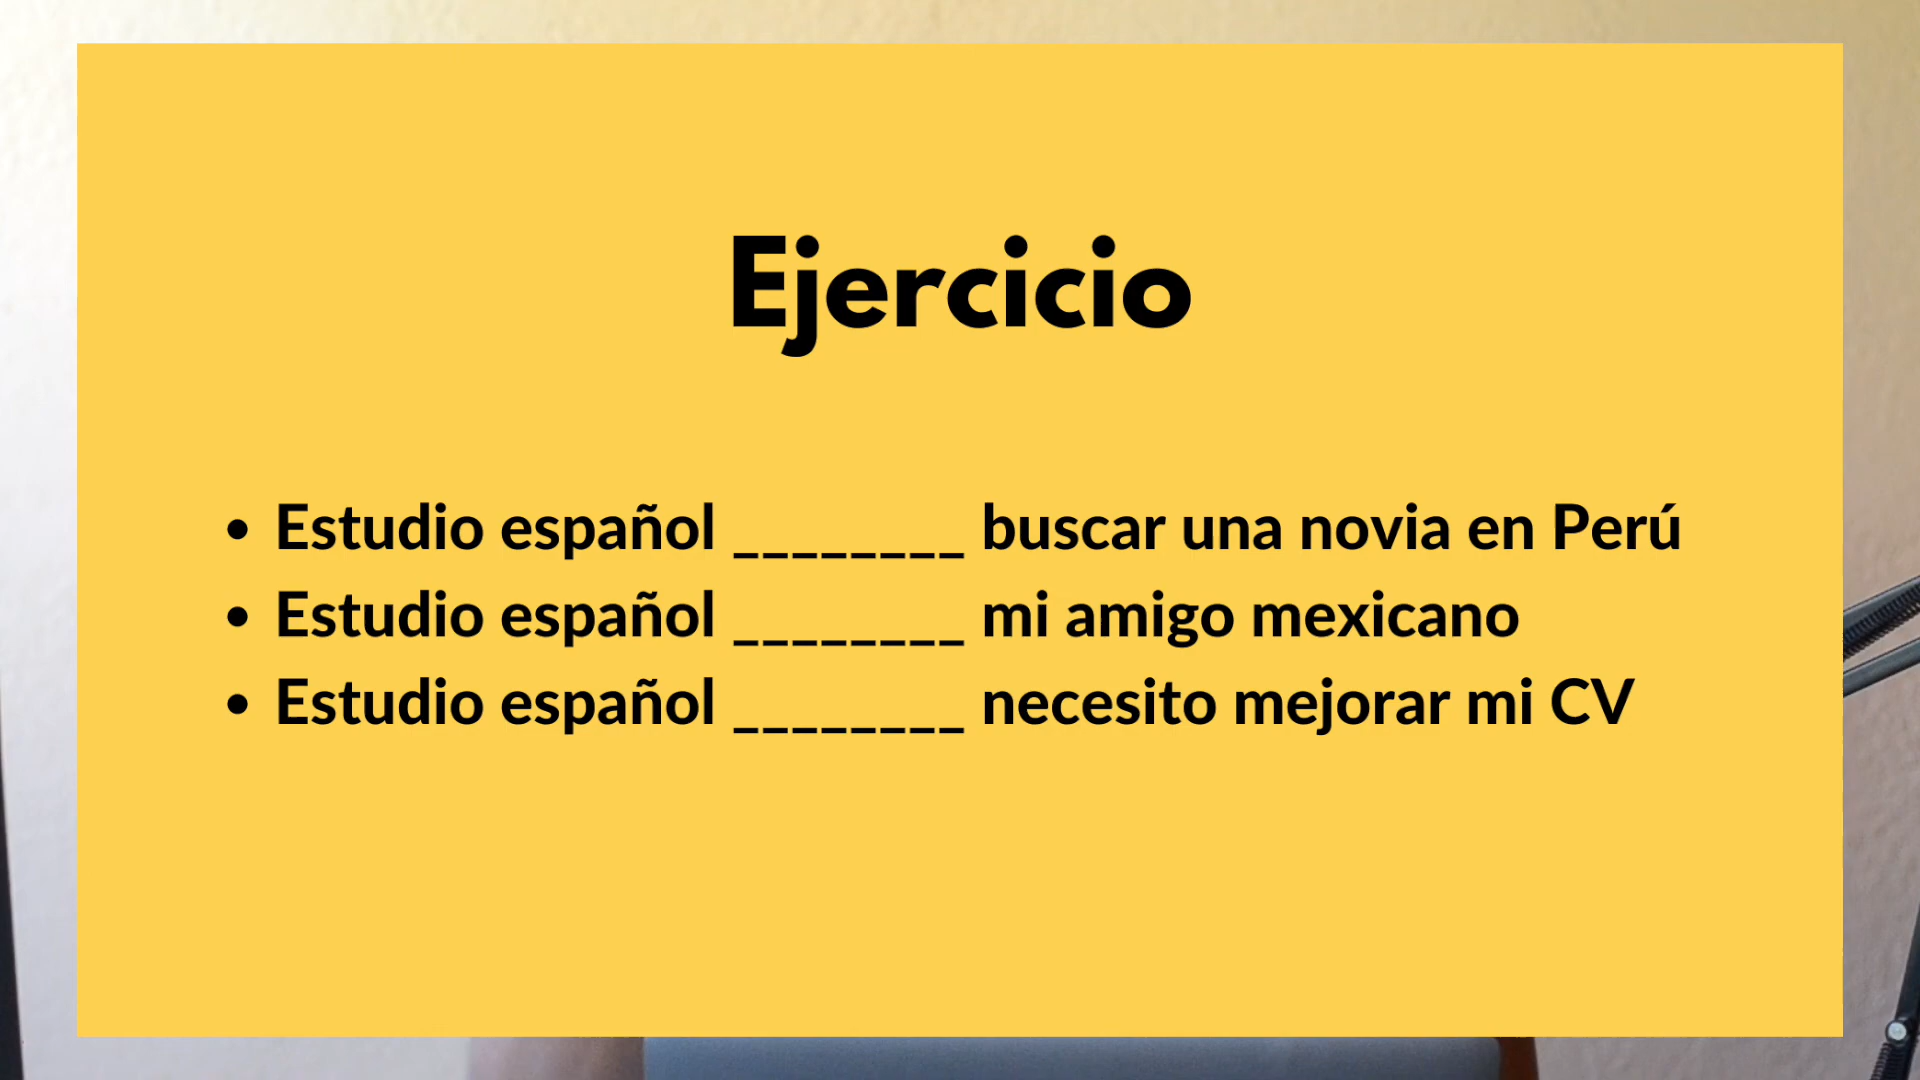 Ejercicio
• Estudio español ________ buscar una novia en Perú
• Estudio español ________ mi amigo mexicano
• Estudio español ________ necesito mejorar mi CV